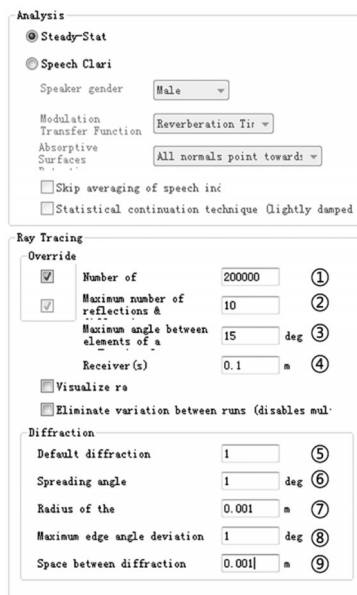 Analysis
Steady-Stat
Speech Clari
Speaker gender Male
Modulation
Transfer Function Reverberation Tir
Absorptive
Surfaces All normals point toward:
Skip averaging of speech inc
Statistical continuation technique (lightly damped
Ray Tracing
Override
Number of 200000 ①
Maximum number of
reflections & 10 ②
Maximum angle between
elements of a 15 deg ③
Receiver(s) 0.1 m ④
Visualize ra
Eliminate variation between runs (disables mul
Diffraction
Default diffraction 1 ⑤
Spreading angle 1 deg ⑥
Radius of the 0.001 m ⑦
Maximum edge angle deviation 1 deg ⑧
Space between diffraction 0.001 m ⑨